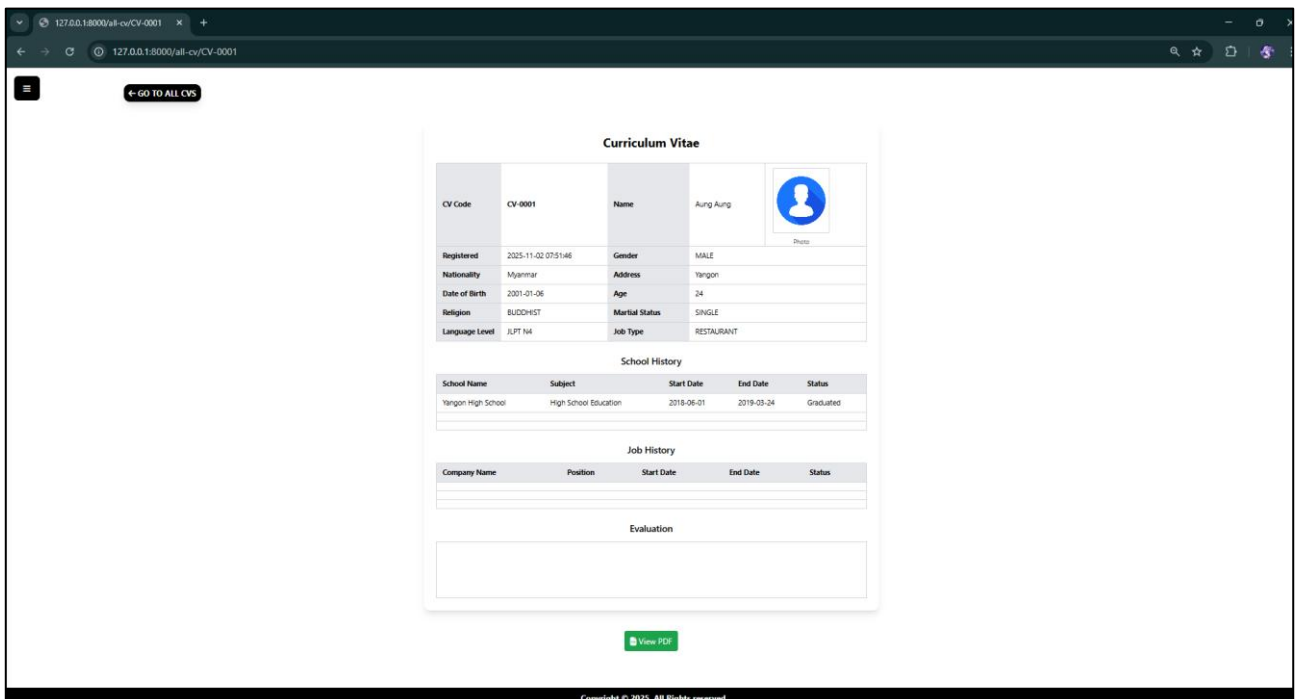 127.0.0.1:8000/all-cv/CV-0001
127.0.0.1:8000/all-cv/CV-0001
GO TO ALL CVS
Curriculum Vitae
CV Code CV-0001 Name Aung Aung
Photo
Registered 2025-11-02 07:51:46 Gender MALE
Nationality Myanmar Address Yangon
Date of Birth 2001-01-06 Age 24
Religion BUDDHIST Martial Status SINGLE
Language Level JLPT N4 Job Type RESTAURANT
School History
School Name Subject Start Date End Date Status
Yangon High School High School Education 2018-06-01 2019-03-24 Graduated
Job History
Company Name Position Start Date End Date Status
Evaluation
View PDF
Copyright © 2025. All Rights reserved